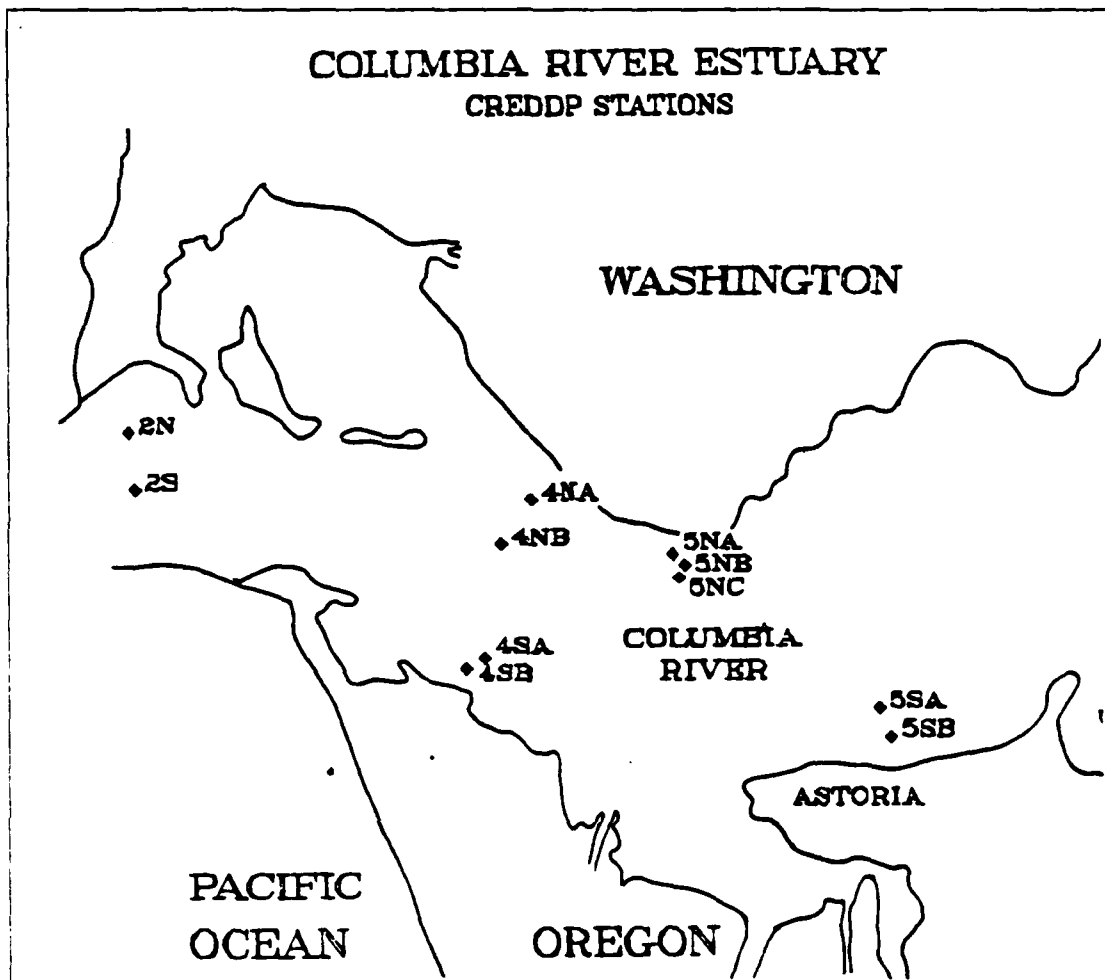 COLUMBIA RIVER ESTUARY
CREDDP STATIONS
WASHINGTON
2N
2S
4NA
4NB
5NA
5NB
5NC
COLUMBIA
RIVER
4SA
4SB
5SA
5SB
ASTORIA
PACIFIC
OCEAN
OREGON